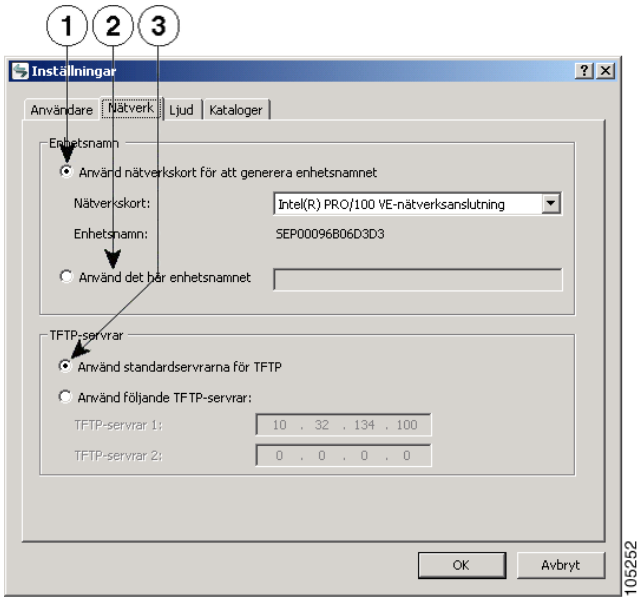 1 2 3
Inställningar
Användare Nätverk Ljud Kataloger
Enhetsnamn
Använd nätverkskort för att generera enhetsnamnet
Nätverkskort: Intel(R) PRO/100 VE-nätverksanslutning
Enhetsnamn: SEP00096B06D3D3
Använd det här enhetsnamnet
TFTP-servrar
Använd standardservrarna för TFTP
Använd följande TFTP-servrar:
TFTP-servrar 1: 10 . 32 . 134 . 100
TFTP-servrar 2: 0 . 0 . 0 . 0
OK Avbryt
105252